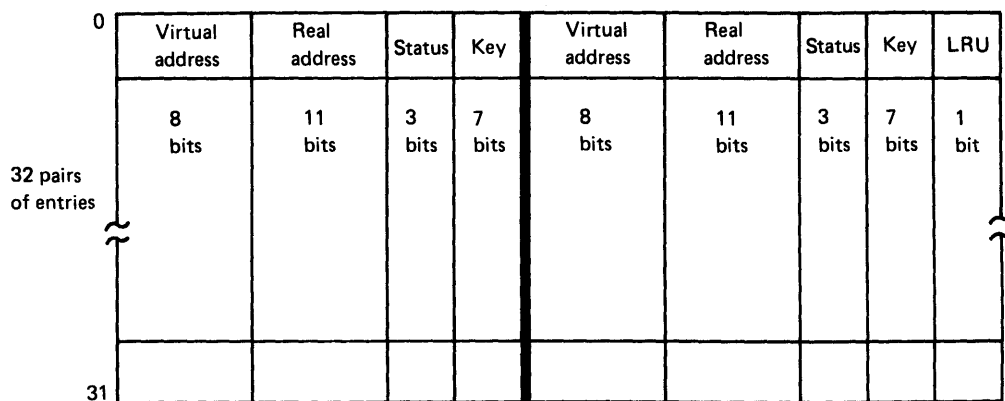 0
Virtual address
Real address
Status
Key
Virtual address
Real address
Status
Key
LRU
8 bits
11 bits
3 bits
7 bits
8 bits
11 bits
3 bits
7 bits
1 bit
32 pairs
of entries
31